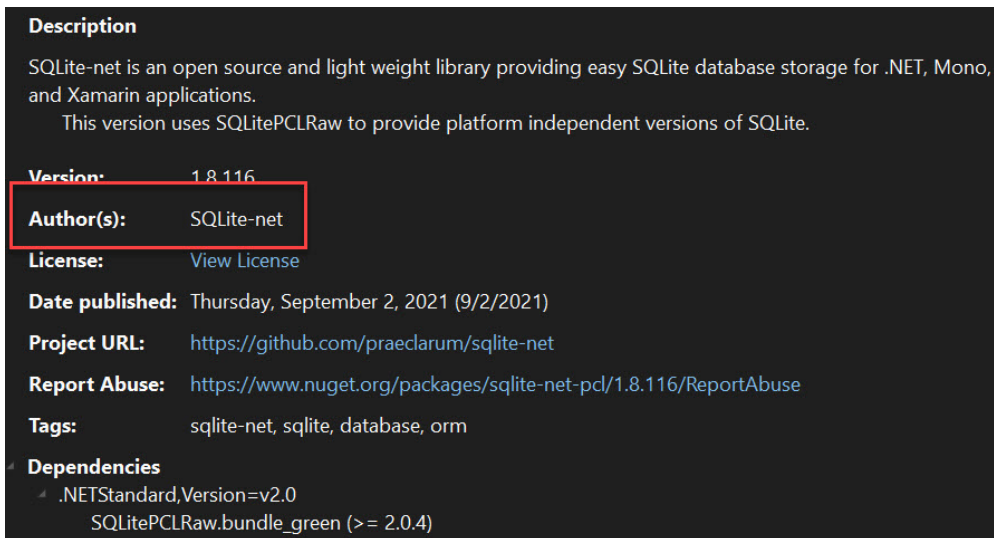 Description
SQLite-net is an open source and light weight library providing easy SQLite database storage for .NET, Mono,
and Xamarin applications.
This version uses SQLitePCLRaw to provide platform independent versions of SQLite.
Version: 1.8.116
Author(s): SQLite-net
License: View License
Date published: Thursday, September 2, 2021 (9/2/2021)
Project URL: https://github.com/praeclarum/sqlite-net
Report Abuse: https://www.nuget.org/packages/sqlite-net-pcl/1.8.116/ReportAbuse
Tags: sqlite-net, sqlite, database, orm
Dependencies
.NETStandard,Version=v2.0
SQLitePCLRaw.bundle_green (>= 2.0.4)